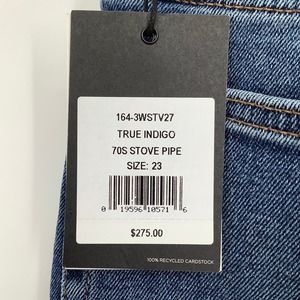 164-3WSTV27
TRUE INDIGO
70S STOVE PIPE
SIZE: 23
0 19596 10571 6
$275.00
100% RECYCLED CARDSTOCK